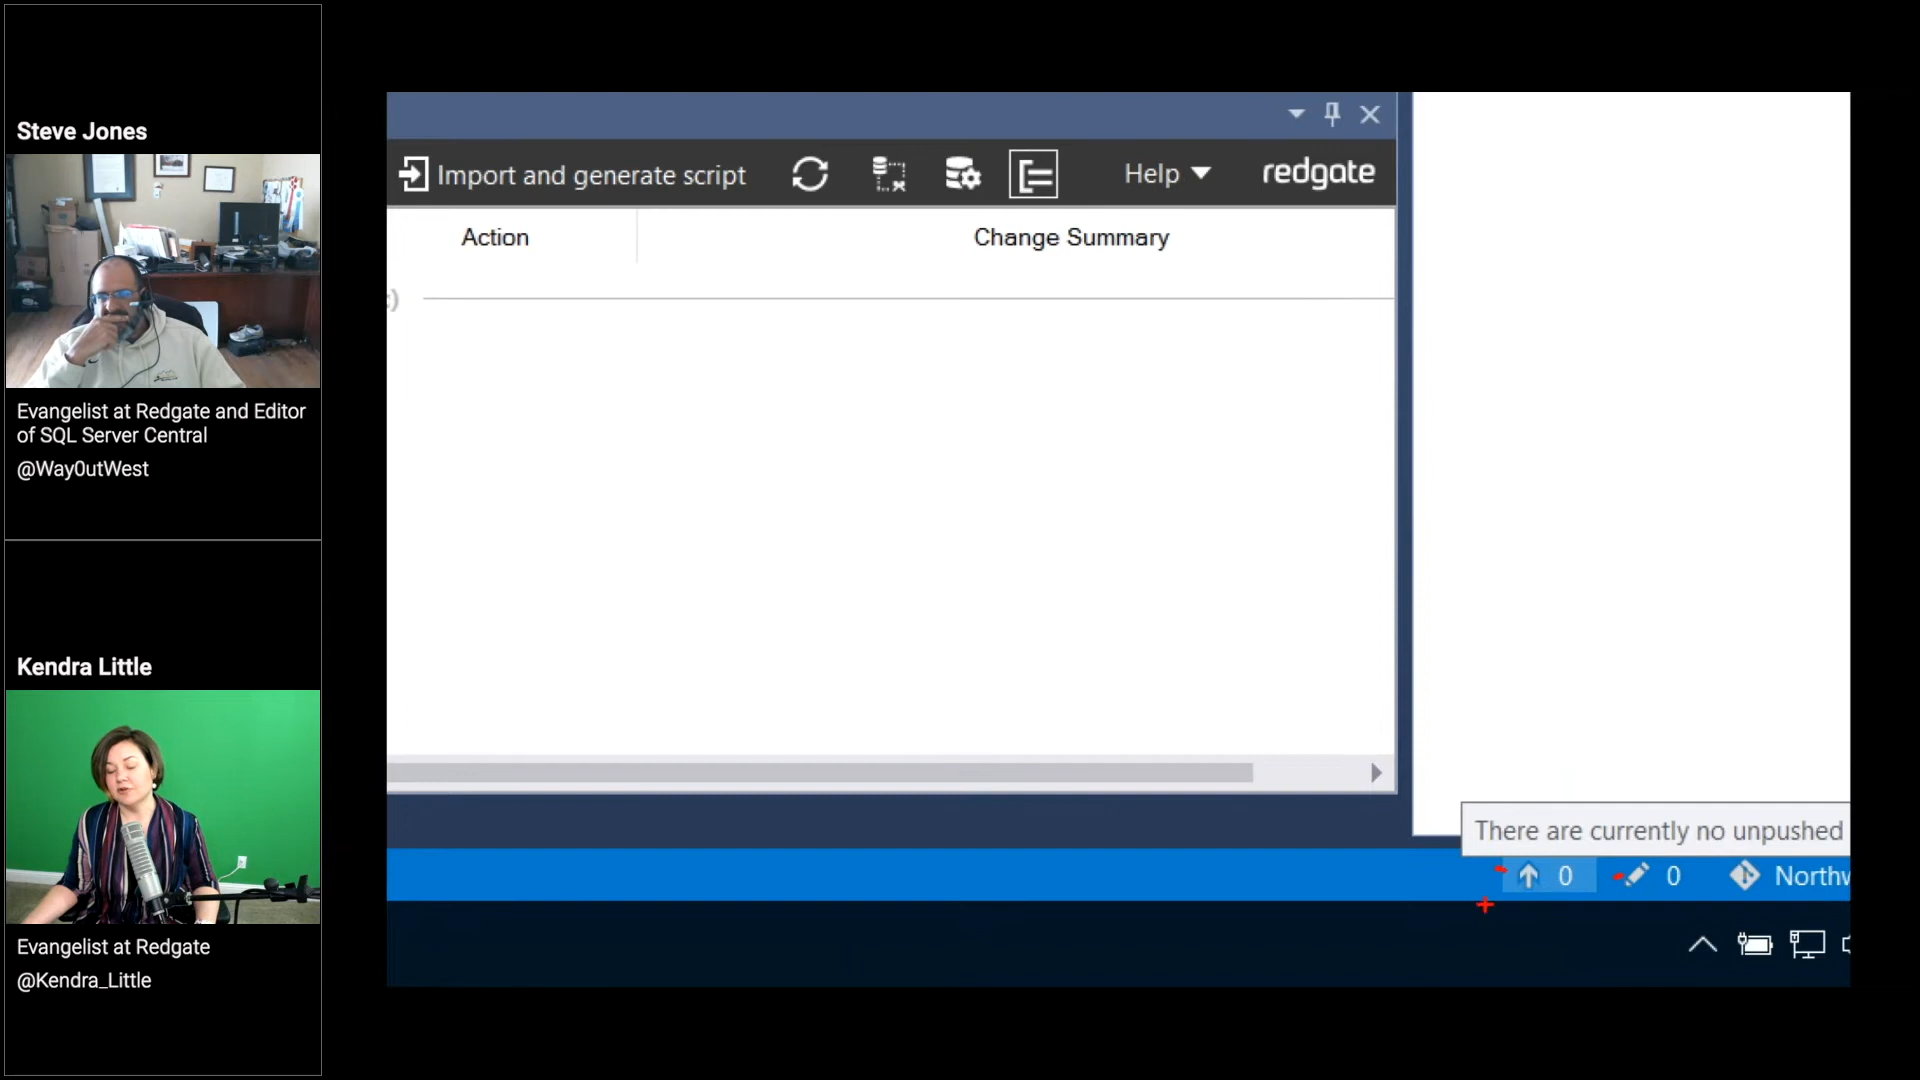 Steve Jones
Evangelist at Redgate and Editor
of SQL Server Central
@Way0utWest
Kendra Little
Evangelist at Redgate
@Kendra_Little
Import and generate script
Help
redgate
Action
Change Summary
:)
There are currently no unpushed
0
0
Northw